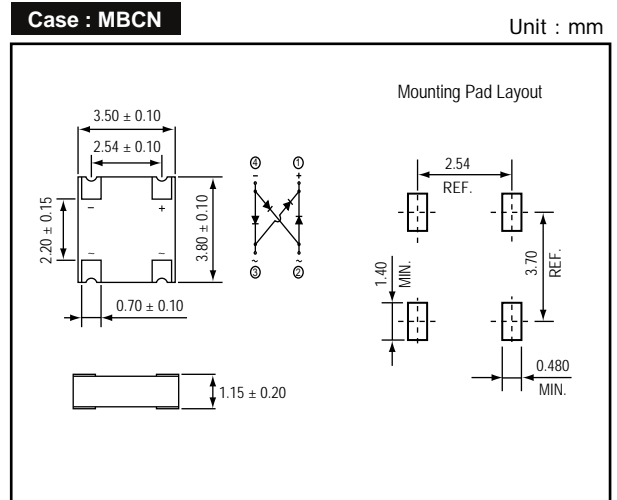 Case : MBCN
Unit : mm
Mounting Pad Layout
3.50 ± 0.10
2.54 ± 0.10
2.20 ± 0.15
3.80 ± 0.10
− +
~ ~
0.70 ± 0.10
1.15 ± 0.20
④ ①
− +
~ ~
③ ②
2.54
REF.
3.70
REF.
1.40
MIN.
0.480
MIN.